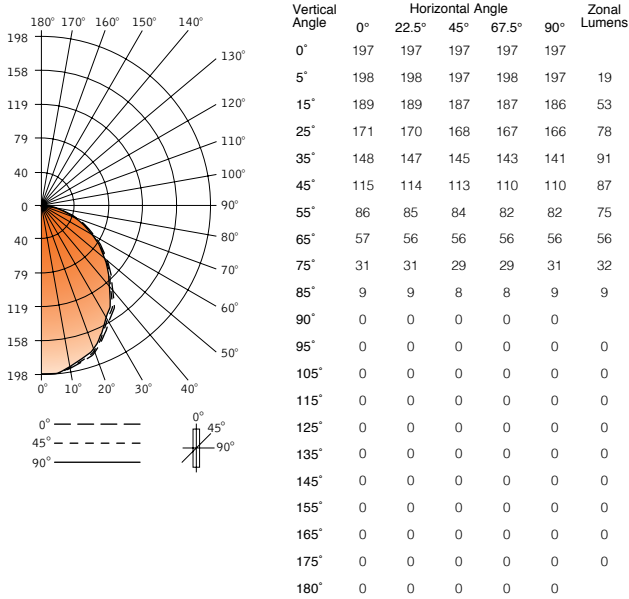 180° 170° 160° 140°
198
158
119
79
40
0
40
79
119
158
198
130°
120°
110°
100°
90°
80°
70°
60°
50°
0° 10° 20° 30° 40°
0°
45°
90°
0°
45°
90°
Vertical Angle Horizontal Angle Zonal Lumens
0° 22.5° 45° 67.5° 90°
0° 197 197 197 197 197
5° 198 198 197 198 197 19
15° 189 189 187 187 186 53
25° 171 170 168 167 166 78
35° 148 147 145 143 141 91
45° 115 114 113 110 110 87
55° 86 85 84 82 82 75
65° 57 56 56 56 56 56
75° 31 31 29 29 31 32
85° 9 9 8 8 9 9
90° 0 0 0 0 0
95° 0 0 0 0 0 0
105° 0 0 0 0 0 0
115° 0 0 0 0 0 0
125° 0 0 0 0 0 0
135° 0 0 0 0 0 0
145° 0 0 0 0 0 0
155° 0 0 0 0 0 0
165° 0 0 0 0 0 0
175° 0 0 0 0 0 0
180° 0 0 0 0 0